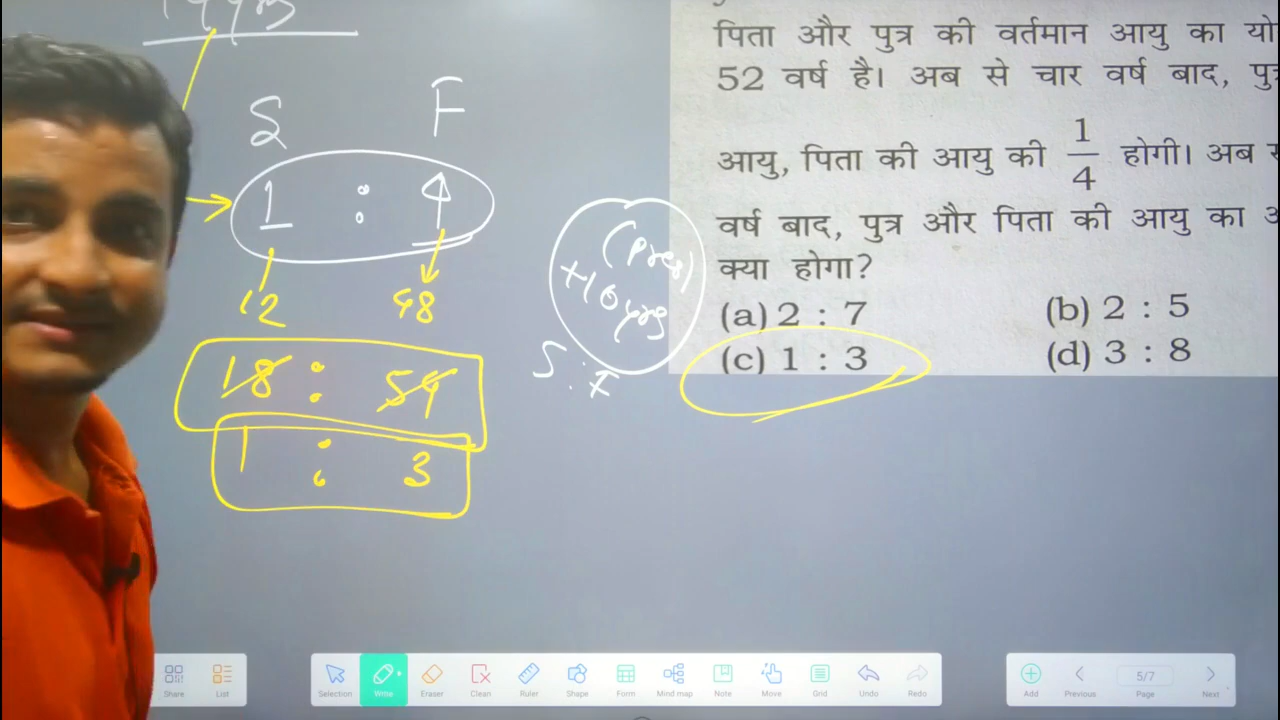 S F
1 : 4
12 48
18 : 54
1 : 3
(pres)
+10 yrs
S : F
पिता और पुत्र की वर्तमान आयु का यो
52 वर्ष है। अब से चार वर्ष बाद, पुत्र
आयु, पिता की आयु की 1/4 होगी। अब से
वर्ष बाद, पुत्र और पिता की आयु का अ
क्या होगा?
(a) 2 : 7 (b) 2 : 5
(c) 1 : 3 (d) 3 : 8
Share List Selection Write Eraser Clean Ruler Shape Form Mind map Note Move Grid Undo Redo Add Previous 5/7 Page Next